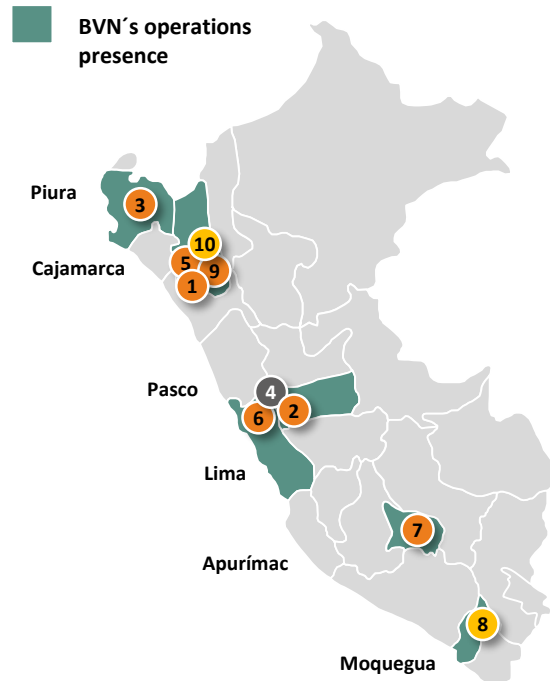 BVN´s operations
presence
Piura
3
10
Cajamarca
5
9
1
Pasco
4
6
2
Lima
7
Apurímac
8
Moquegua